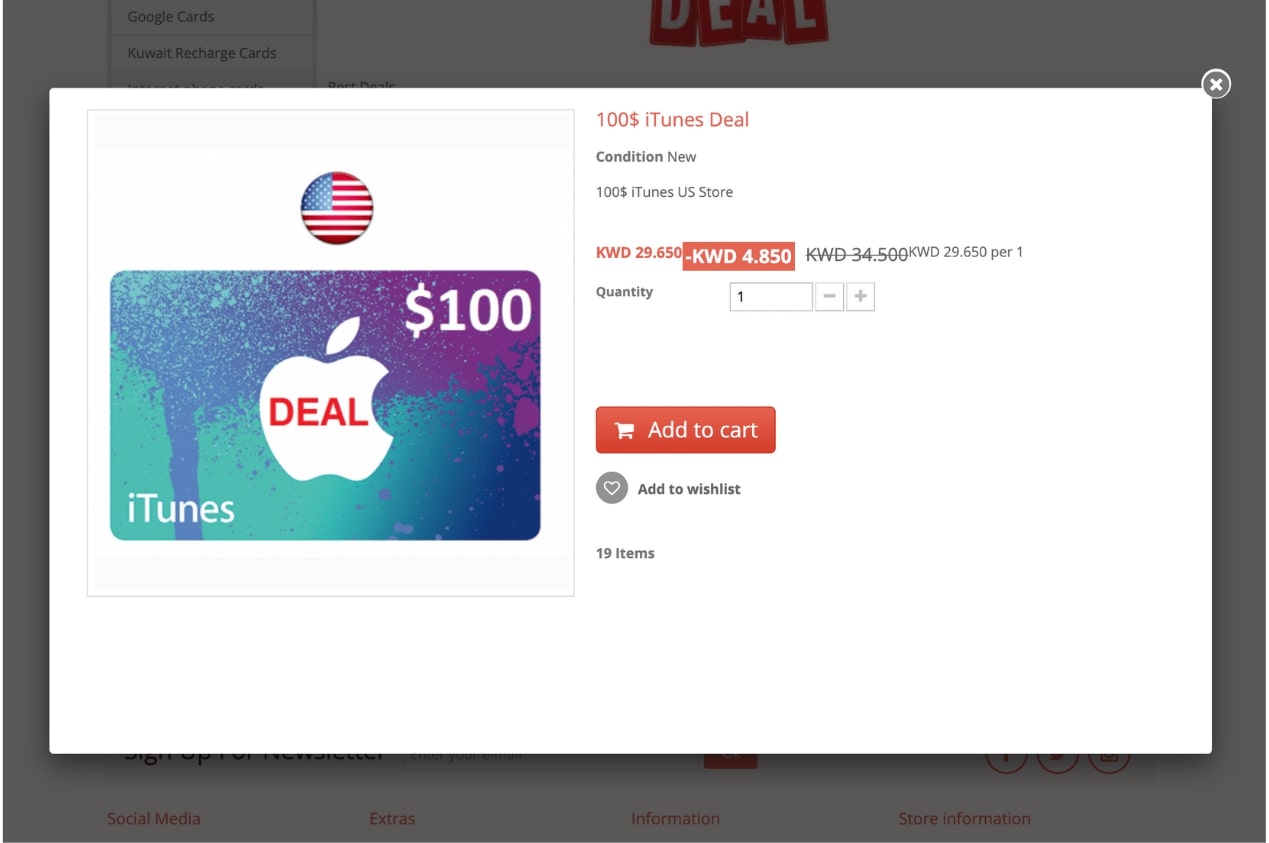 DEAL
Google Cards
Kuwait Recharge Cards
Internet phone cards
Best Deals
100$ iTunes Deal
Condition New
100$ iTunes US Store
KWD 29.650 -KWD 4.850 KWD 34.500 KWD 29.650 per 1
Quantity 1
Add to cart
Add to wishlist
19 Items
$100
DEAL
iTunes
Sign Up For Newsletter Enter your e-mail Ok
Social Media Extras Information Store information